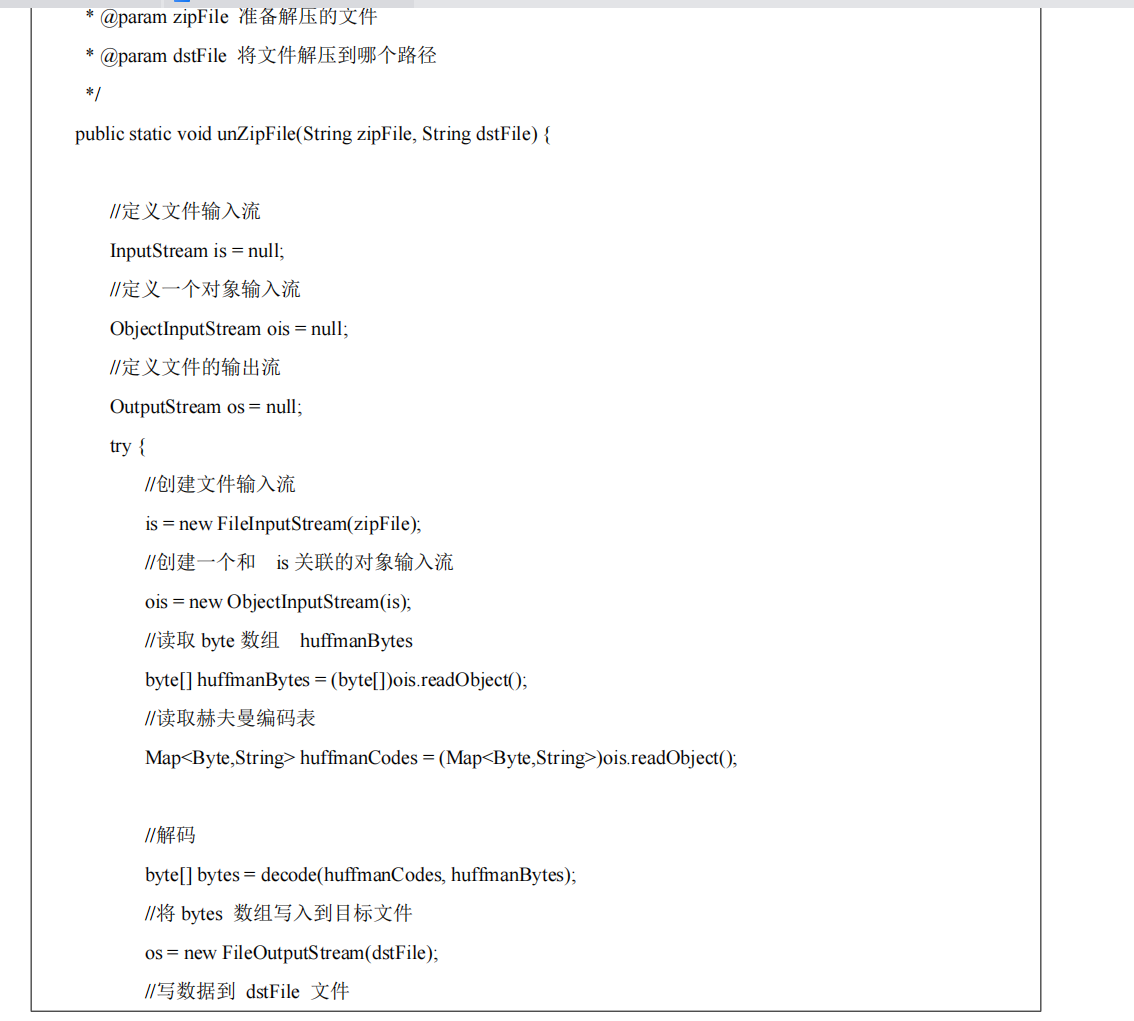 * @param zipFile 准备解压的文件
* @param dstFile 将文件解压到哪个路径
*/
public static void unZipFile(String zipFile, String dstFile) {
//定义文件输入流
InputStream is = null;
//定义一个对象输入流
ObjectInputStream ois = null;
//定义文件的输出流
OutputStream os = null;
try {
//创建文件输入流
is = new FileInputStream(zipFile);
//创建一个和 is 关联的对象输入流
ois = new ObjectInputStream(is);
//读取 byte 数组 huffmanBytes
byte[] huffmanBytes = (byte[])ois.readObject();
//读取赫夫曼编码表
Map<Byte,String> huffmanCodes = (Map<Byte,String>)ois.readObject();
//解码
byte[] bytes = decode(huffmanCodes, huffmanBytes);
//将 bytes 数组写入到目标文件
os = new FileOutputStream(dstFile);
//写数据到 dstFile 文件